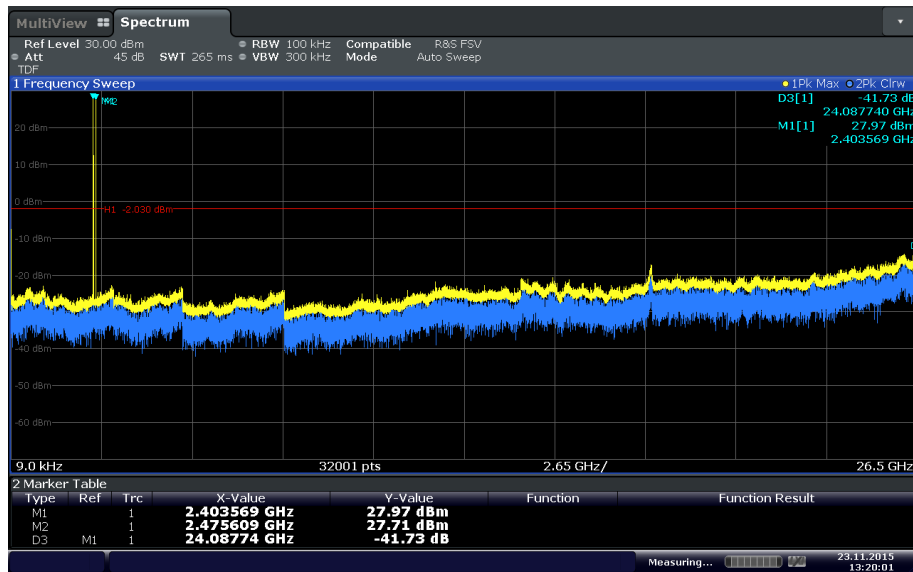 MultiView Spectrum
Ref Level 30.00 dBm RBW 100 kHz Compatible R&S FSV
Att 45 dB SWT 265 ms VBW 300 kHz Mode Auto Sweep
TDF
1 Frequency Sweep 1Pk Max 2Pk Clrw
D3[1] -41.73 dB
24.087740 GHz
M1[1] 27.97 dBm
2.403569 GHz
M2
20 dBm
10 dBm
0 dBm
H1 -2.030 dBm
-10 dBm
-20 dBm
-40 dBm
-50 dBm
-60 dBm
9.0 kHz 32001 pts 2.65 GHz/ 26.5 GHz
2 Marker Table
Type Ref Trc X-Value Y-Value Function Function Result
M1 1 2.403569 GHz 27.97 dBm
M2 1 2.475609 GHz 27.71 dBm
D3 M1 1 24.08774 GHz -41.73 dB
Measuring... 23.11.2015
13:20:01